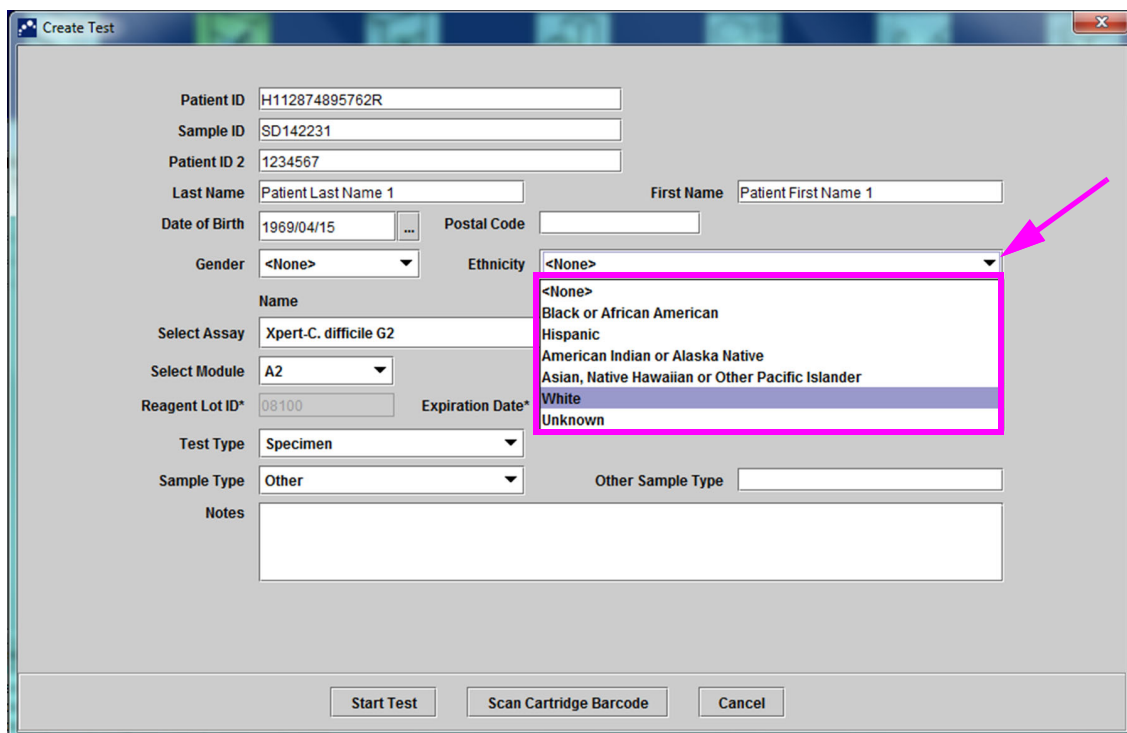 Create Test
Patient ID H112874895762R
Sample ID SD142231
Patient ID 2 1234567
Last Name Patient Last Name 1 First Name Patient First Name 1
Date of Birth 1969/04/15 ... Postal Code
Gender <None> Ethnicity <None>
<None>
Name
Black or African American
Select Assay Xpert-C. difficile G2 Hispanic
American Indian or Alaska Native
Select Module A2 Asian, Native Hawaiian or Other Pacific Islander
Reagent Lot ID* 08100 Expiration Date* White
Unknown
Test Type Specimen
Sample Type Other Other Sample Type
Notes
Start Test Scan Cartridge Barcode Cancel